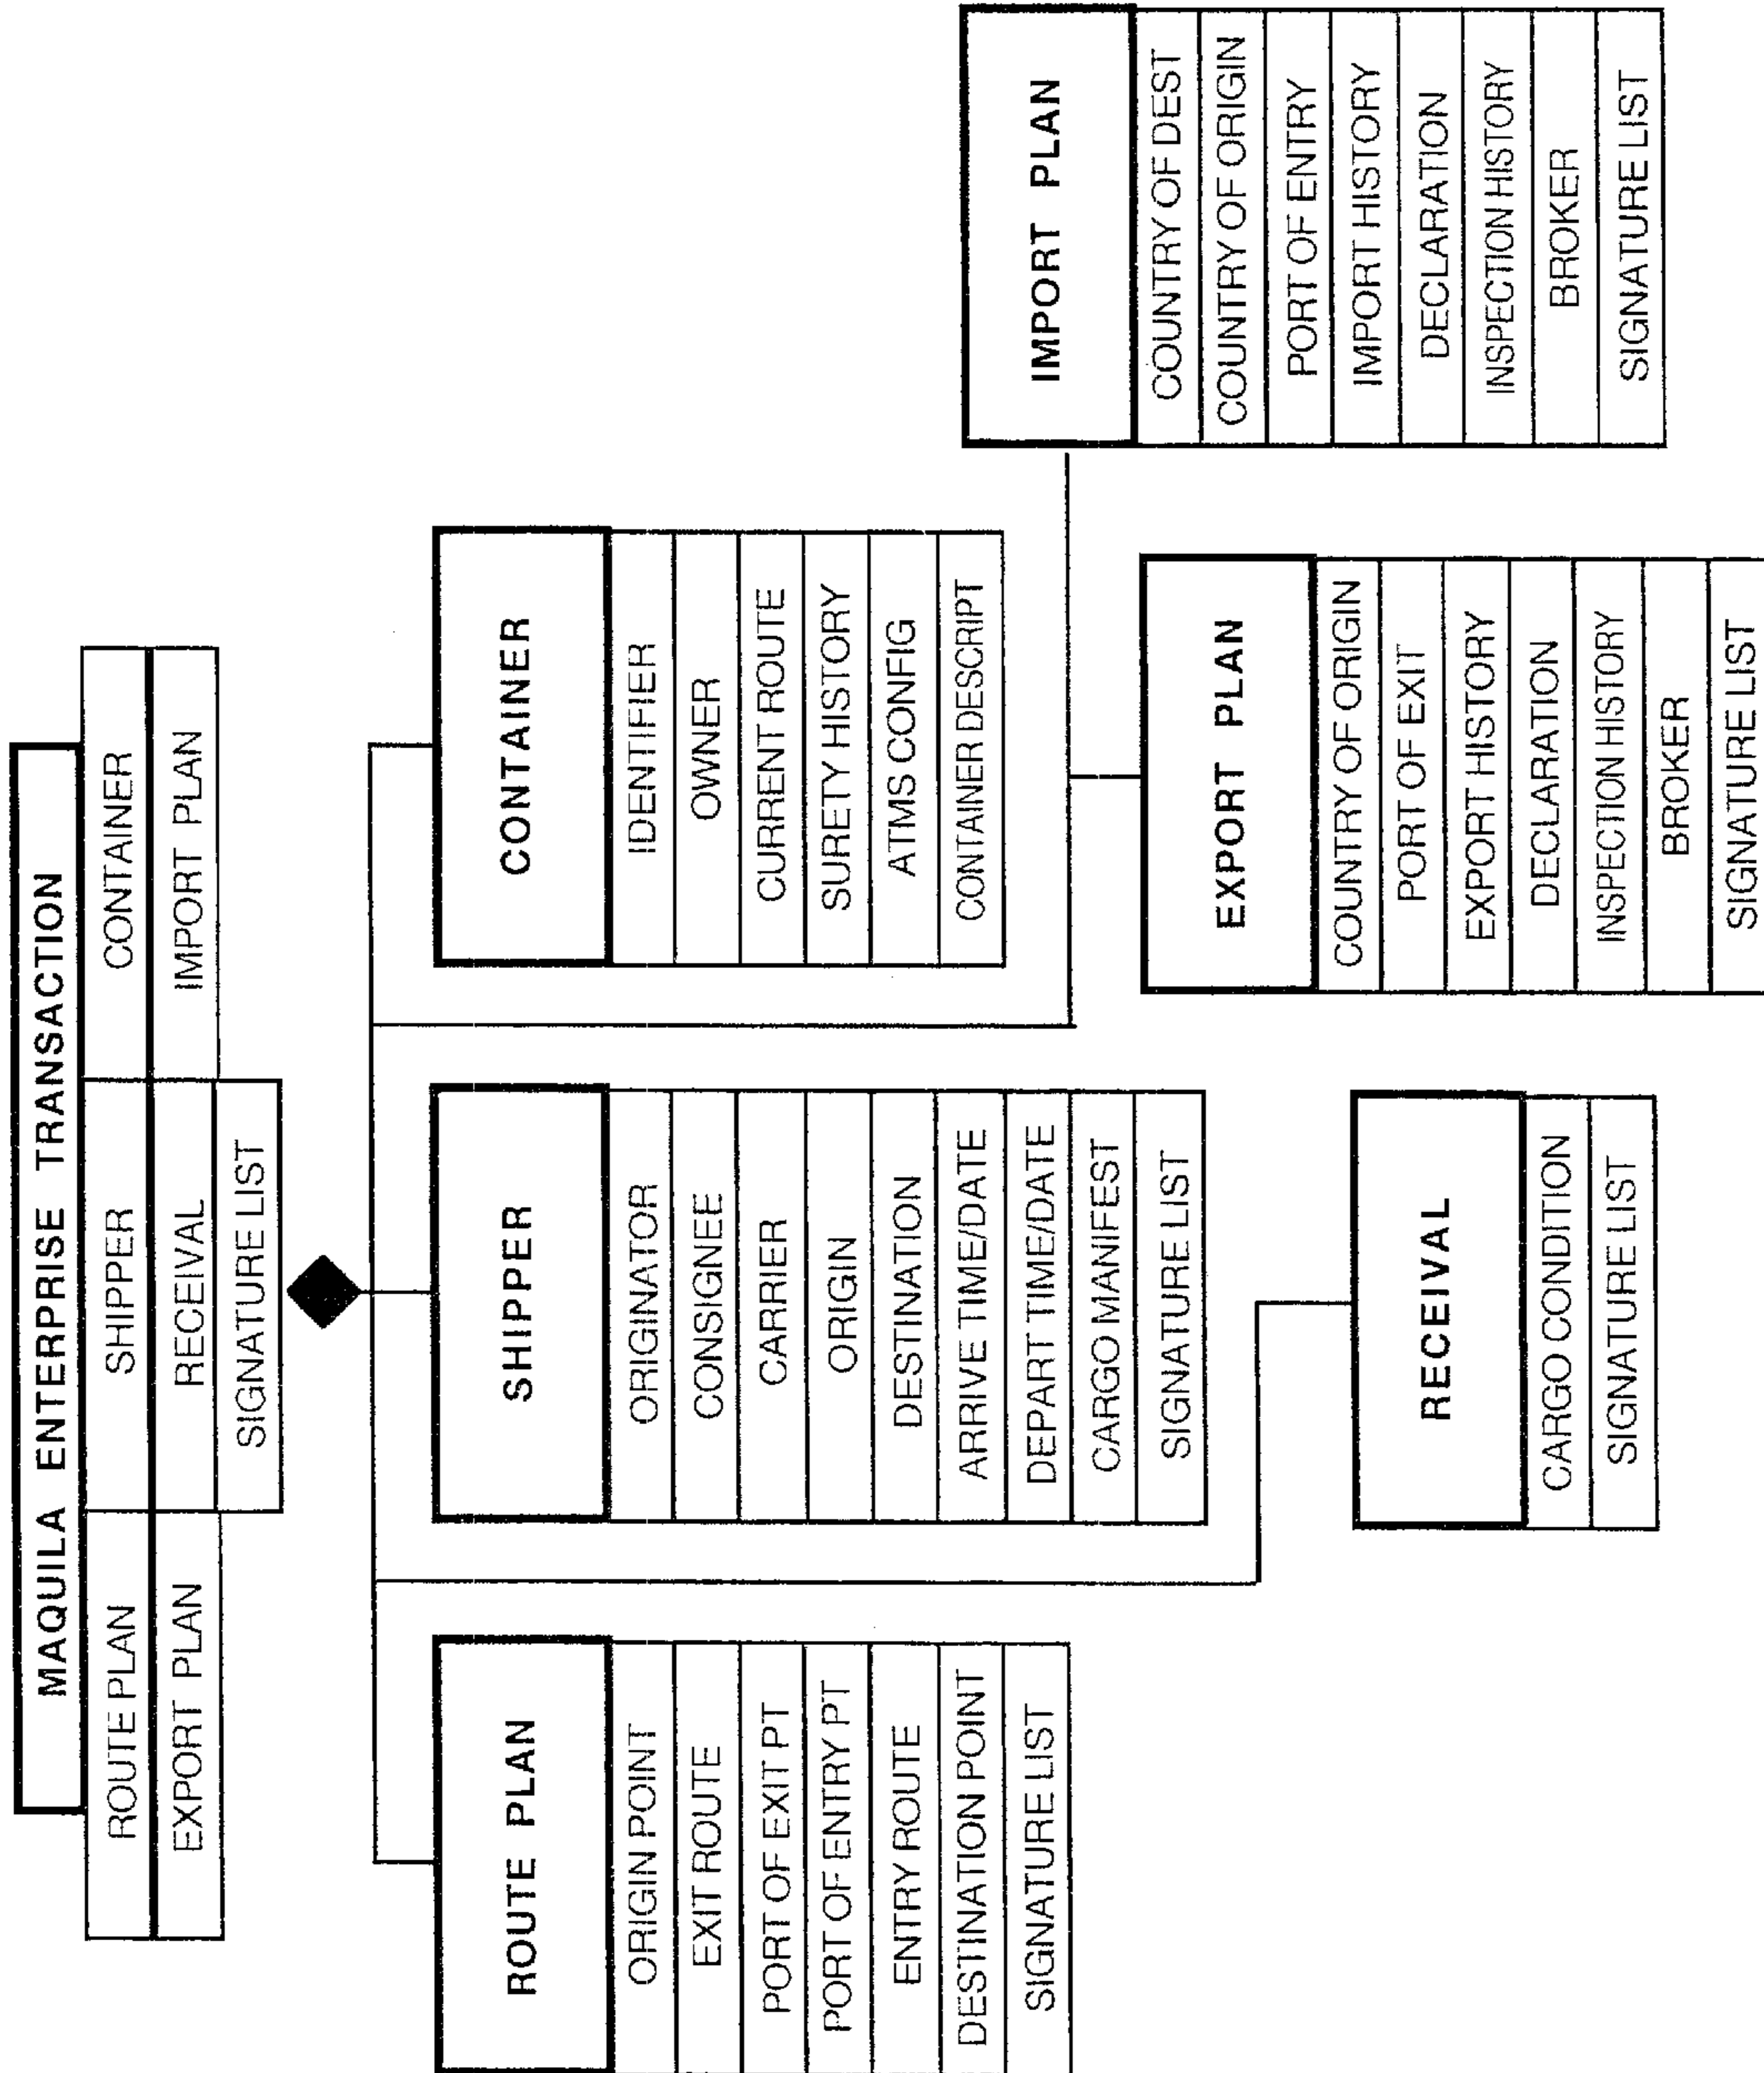 MAQUILA ENTERPRISE TRANSACTION
ROUTE PLAN
SHIPPER
CONTAINER
EXPORT PLAN
RECEIVAL
IMPORT PLAN
SIGNATURE LIST
ROUTE PLAN
ORIGIN POINT
EXIT ROUTE
PORT OF EXIT PT
PORT OF ENTRY PT
ENTRY ROUTE
DESTINATION POINT
SIGNATURE LIST
SHIPPER
ORIGINATOR
CONSIGNEE
CARRIER
ORIGIN
DESTINATION
ARRIVE TIME/DATE
DEPART TIME/DATE
CARGO MANIFEST
SIGNATURE LIST
CONTAINER
IDENTIFIER
OWNER
CURRENT ROUTE
SURETY HISTORY
ATMS CONFIG
CONTAINER DESCRIPT
RECEIVAL
CARGO CONDITION
SIGNATURE LIST
EXPORT PLAN
COUNTRY OF ORIGIN
PORT OF EXIT
EXPORT HISTORY
DECLARATION
INSPECTION HISTORY
BROKER
SIGNATURE LIST
IMPORT PLAN
COUNTRY OF DEST
COUNTRY OF ORIGIN
PORT OF ENTRY
IMPORT HISTORY
DECLARATION
INSPECTION HISTORY
BROKER
SIGNATURE LIST